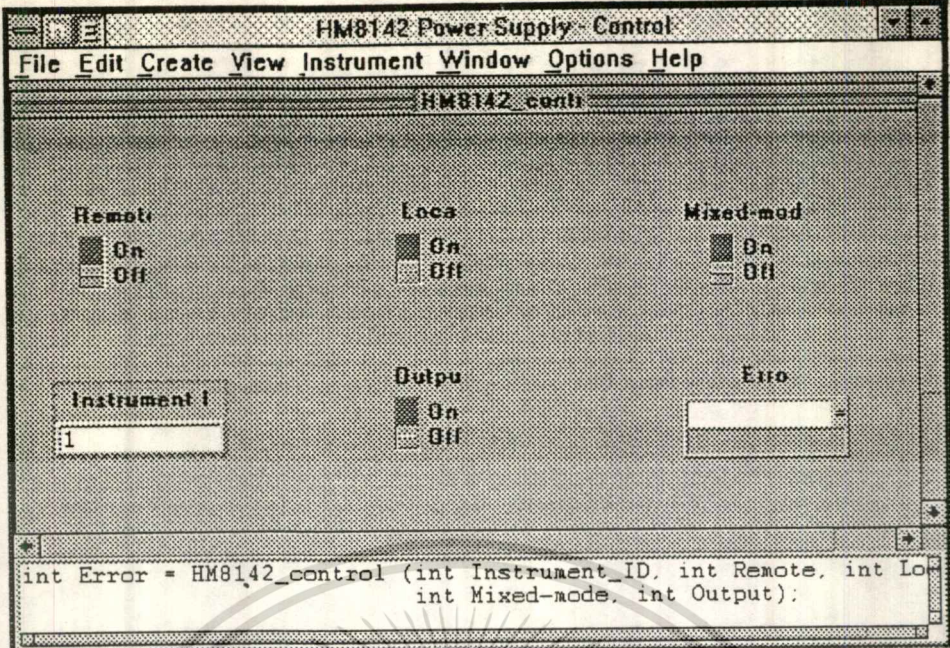 HM8142 Power Supply - Control
File Edit Create View Instrument Window Options Help
HM8142_contr
Remote
On
Off
Loca
On
Off
Mixed-mod
On
Off
Instrument I
1
Outpu
On
Off
Erro
int Error = HM8142_control (int Instrument_ID, int Remote, int Lo
int Mixed-mode, int Output);